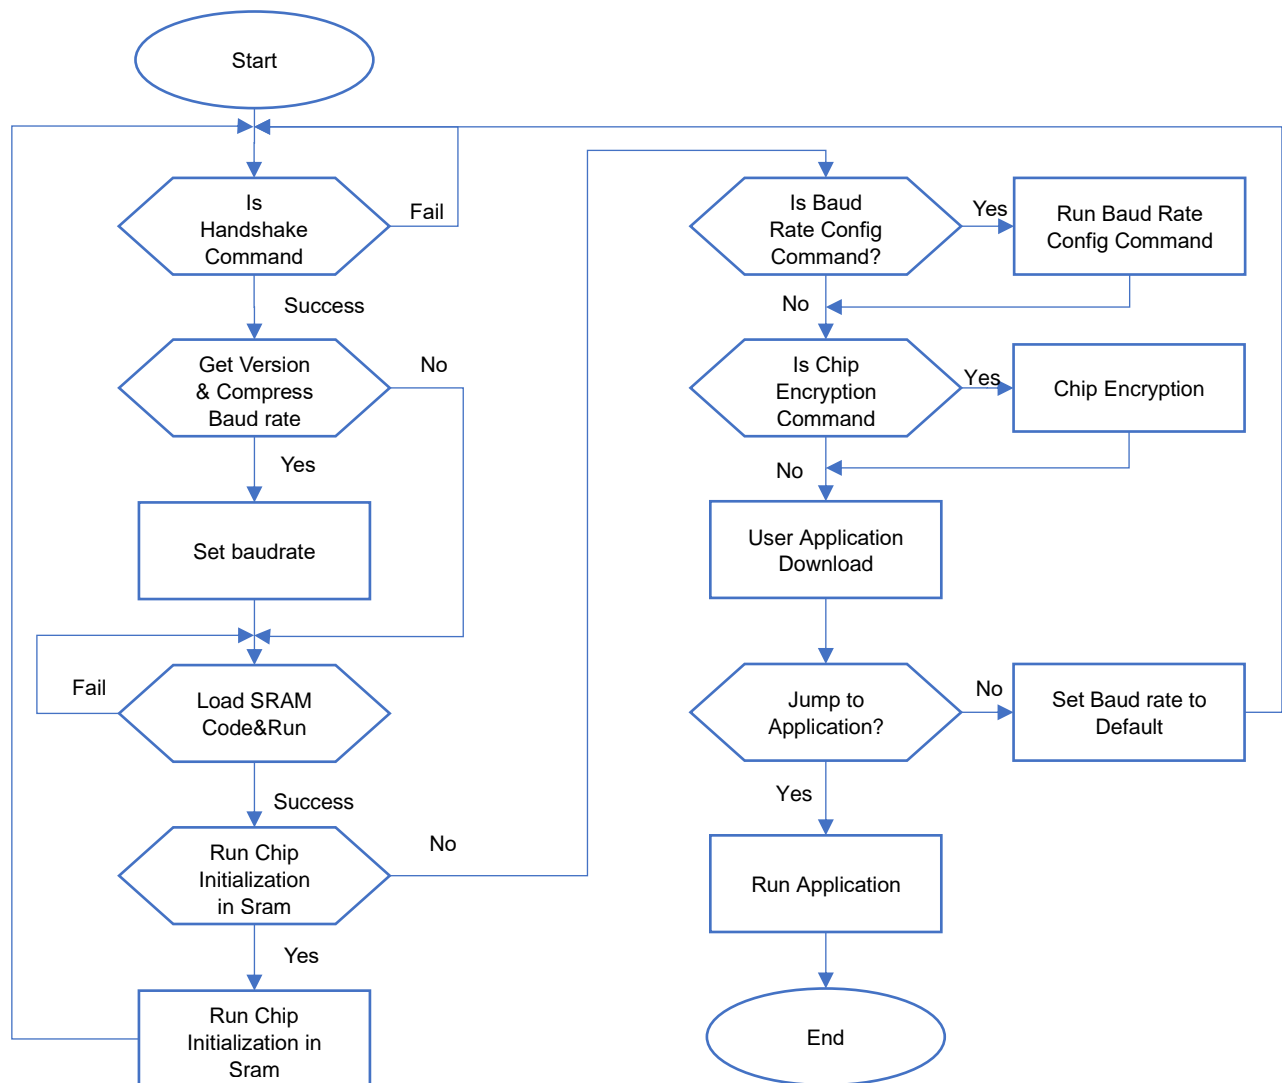 Start
Is
Handshake
Command
Fail
Success
Get Version
& Compress
Baud rate
No
Yes
Set baudrate
Fail
Load SRAM
Code&Run
Success
Run Chip
Initialization
in Sram
No
Yes
Run Chip
Initialization in
Sram
Is Baud
Rate Config
Command?
Yes
Run Baud Rate
Config Command
No
Is Chip
Encryption
Command
Yes
Chip Encryption
No
User Application
Download
Jump to
Application?
No
Set Baud rate to
Default
Yes
Run Application
End